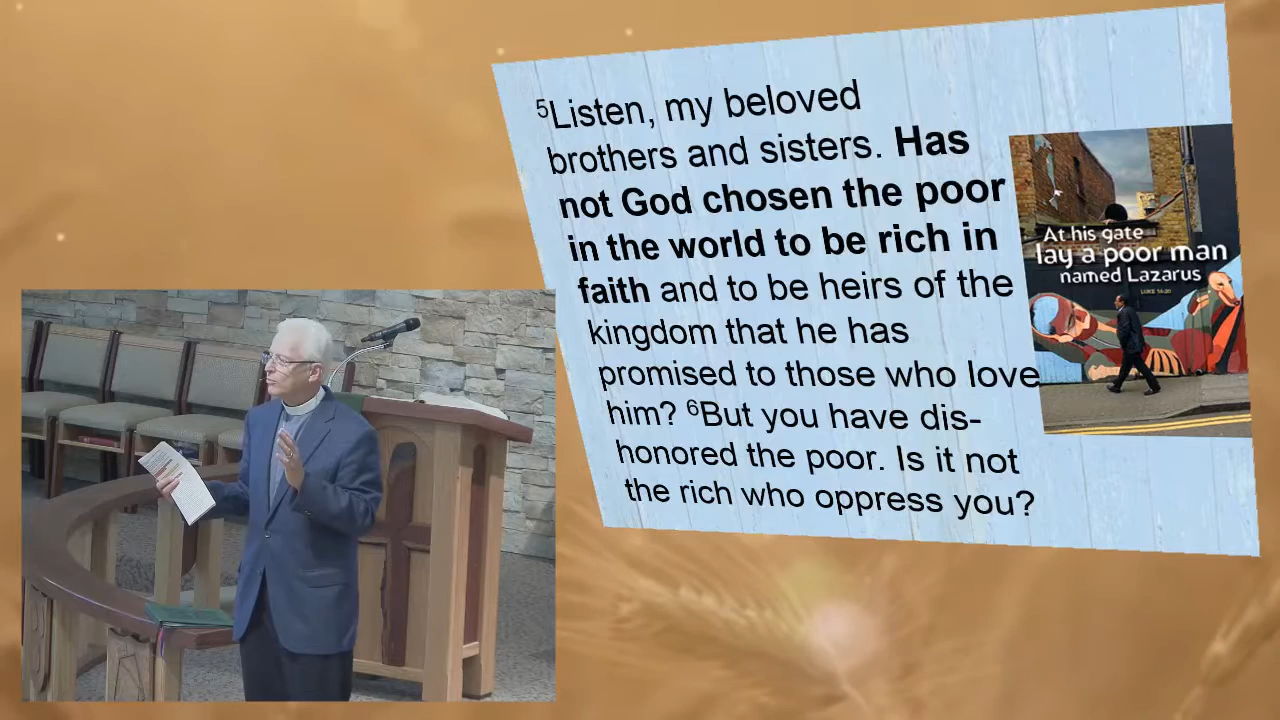 ⁵Listen, my beloved
brothers and sisters. Has
not God chosen the poor
in the world to be rich in
faith and to be heirs of the
kingdom that he has
promised to those who love
him? ⁶But you have dis-
honored the poor. Is it not
the rich who oppress you?
At his gate
lay a poor man
named Lazarus